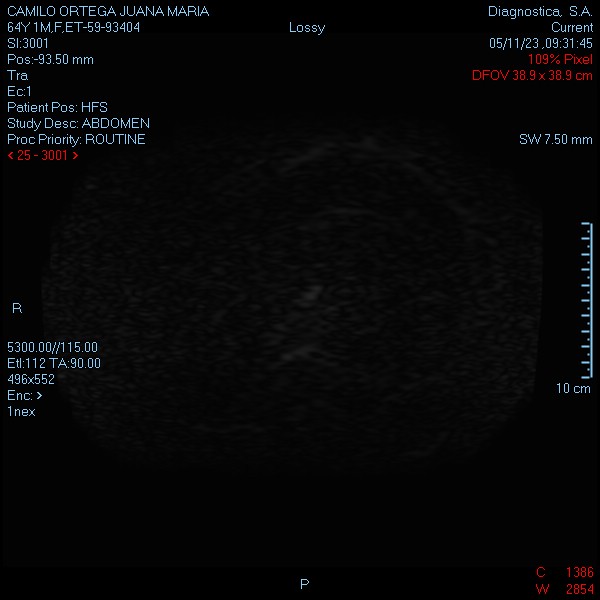 CAMILO ORTEGA JUANA MARIA
64Y 1M,F,ET-59-93404
Sl:3001
Pos:-93.50 mm
Tra
Ec:1
Patient Pos: HFS
Study Desc: ABDOMEN
Proc Priority: ROUTINE
< 25 - 3001 >
Lossy
Diagnostica, S.A.
Current
05/11/23 ,09:31:45
109% Pixel
DFOV 38.9 x 38.9 cm
SW 7.50 mm
R
10 cm
5300.00//115.00
Etl:112 TA:90.00
496x552
Enc: >
1nex
P
C 1386
W 2854